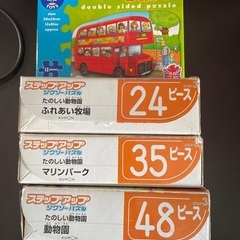 double sided puzzle
ステップアップ
ジグソーパズル
たのしい動物園
ふれあい牧場
24ピース
ステップアップ
ジグソーパズル
たのしい動物園
マリンパーク
35ピース
ステップアップ
ジグソーパズル
たのしい動物園
動物園
48ピース